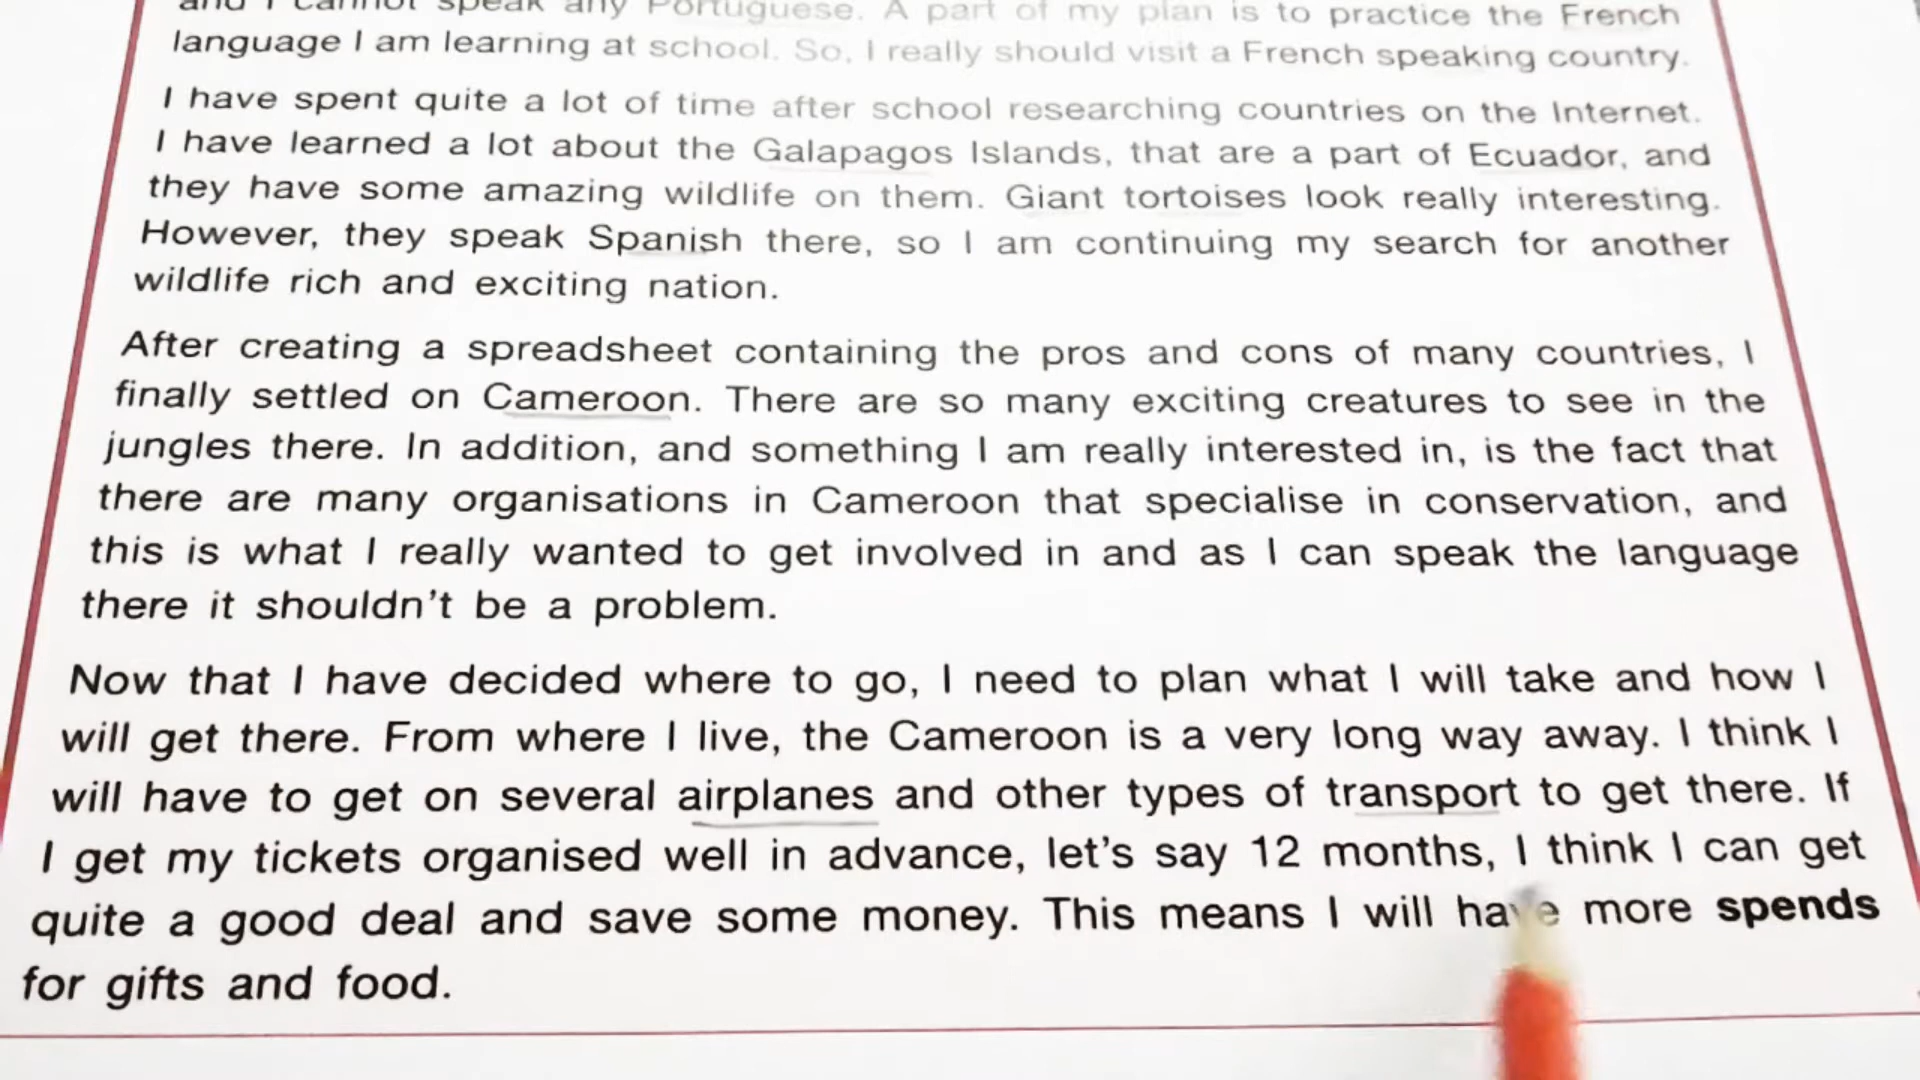 and I cannot speak any Portuguese. A part of my plan is to practice the French
language I am learning at school. So, I really should visit a French speaking country.
I have spent quite a lot of time after school researching countries on the Internet.
I have learned a lot about the Galapagos Islands, that are a part of Ecuador, and
they have some amazing wildlife on them. Giant tortoises look really interesting.
However, they speak Spanish there, so I am continuing my search for another
wildlife rich and exciting nation.
After creating a spreadsheet containing the pros and cons of many countries, I
finally settled on Cameroon. There are so many exciting creatures to see in the
jungles there. In addition, and something I am really interested in, is the fact that
there are many organisations in Cameroon that specialise in conservation, and
this is what I really wanted to get involved in and as I can speak the language
there it shouldn't be a problem.
Now that I have decided where to go, I need to plan what I will take and how I
will get there. From where I live, the Cameroon is a very long way away. I think I
will have to get on several airplanes and other types of transport to get there. If
I get my tickets organised well in advance, let's say 12 months, I think I can get
quite a good deal and save some money. This means I will have more spends
for gifts and food.